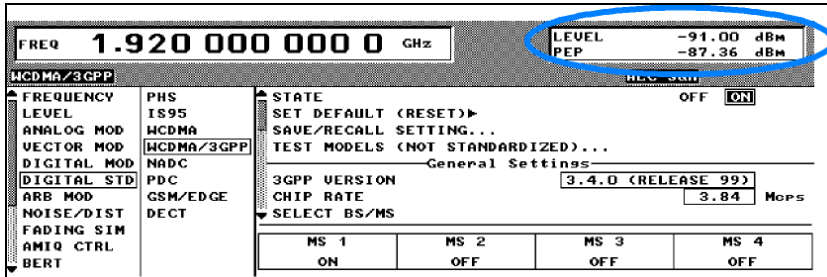 FREQ 1.920 000 000 0 GHz
LEVEL -91.00 dBm
PEP -87.36 dBm
WCDMA/3GPP
FREQUENCY
LEVEL
ANALOG MOD
VECTOR MOD
DIGITAL MOD
DIGITAL STD
ARB MOD
NOISE/DIST
FADING SIM
AMIQ CTRL
BERT
PHS
IS95
WCDMA
WCDMA/3GPP
NADC
PDC
GSM/EDGE
DECT
STATE OFF ON
SET DEFAULT (RESET)▶
SAVE/RECALL SETTING...
TEST MODELS (NOT STANDARDIZED)...
General Settings
3GPP VERSION 3.4.0 (RELEASE 99)
CHIP RATE 3.84 Mcps
SELECT BS/MS
MS 1 MS 2 MS 3 MS 4
ON OFF OFF OFF